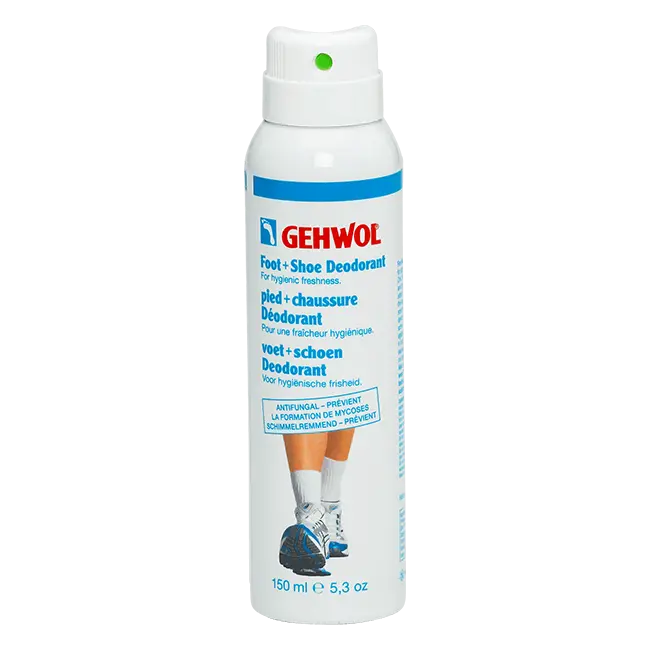 GEHWOL
Foot+Shoe Deodorant
For hygienic freshness.
pied+chaussure
Déodorant
Pour une fraîcheur hygiénique.
voet+schoen
Deodorant
Voor hygiënische frisheid.
ANTIFUNGAL – PRÉVIENT
LA FORMATION DE MYCOSES
SCHIMMELREMMEND – PRÉVIENT
150 ml ℮ 5,3 oz